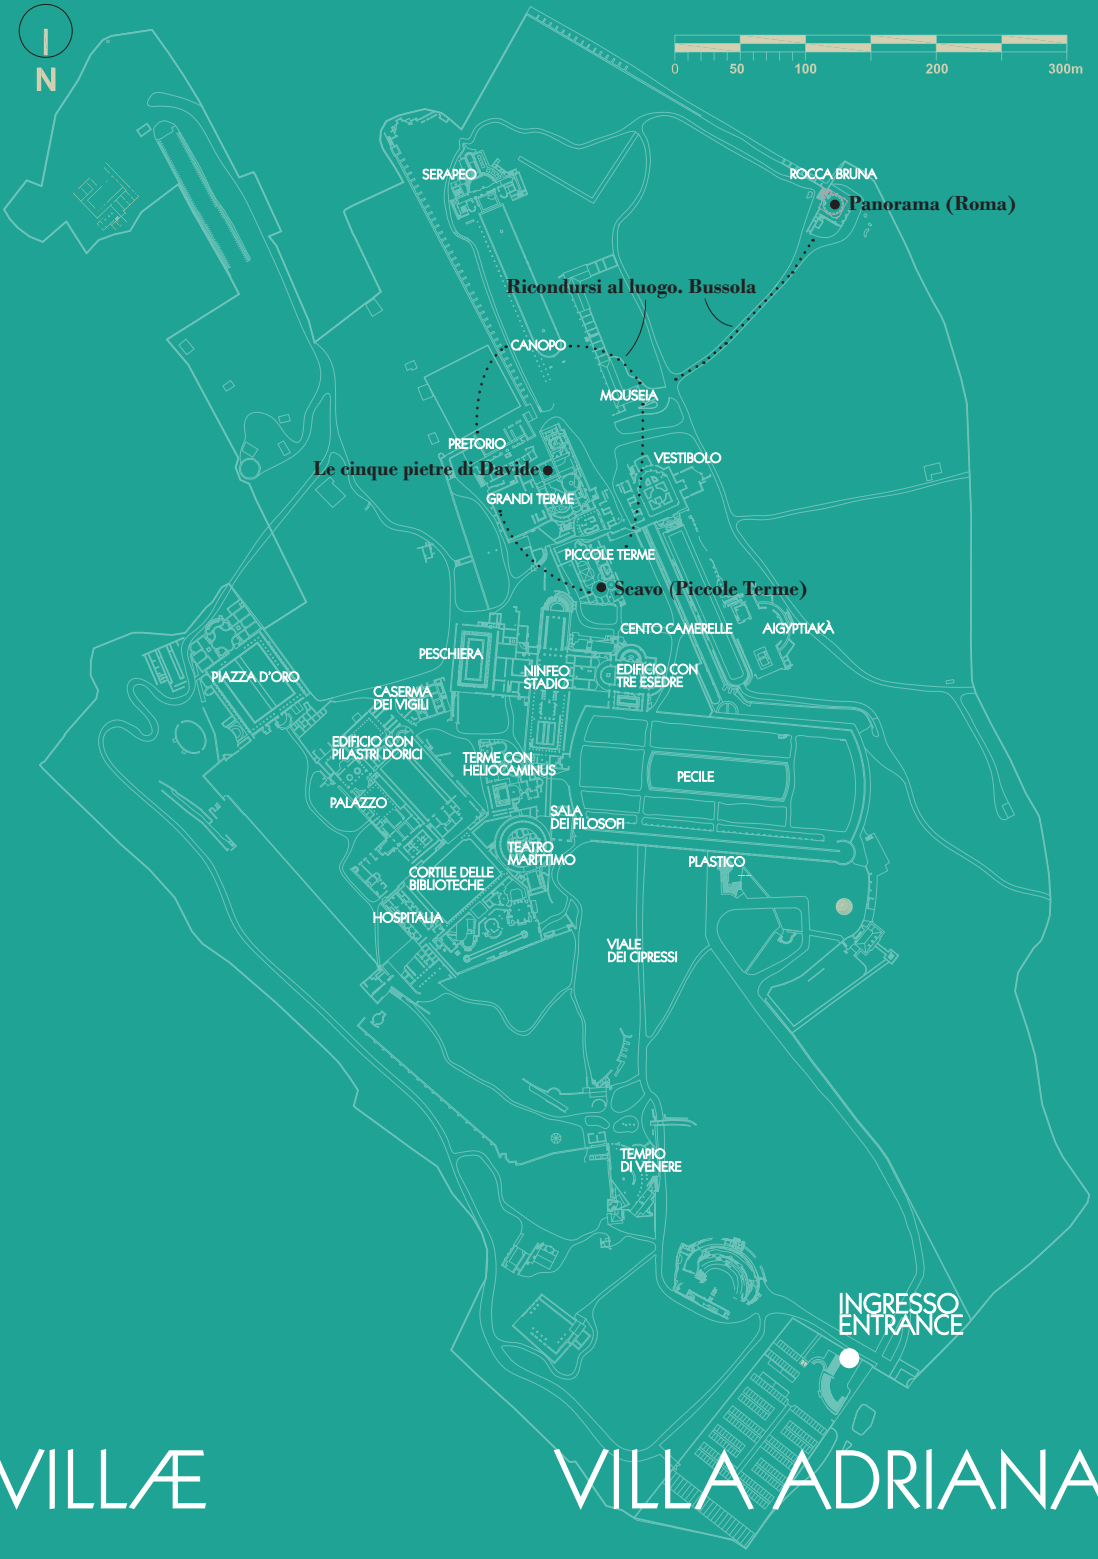 N
0 50 100 200 300m
SERAPEO
ROCCA BRUNA
Panorama (Roma)
Ricondursi al luogo. Bussola
CANOPO
MOUSEIA
PRETORIO
VESTIBOLO
Le cinque pietre di Davide
GRANDI TERME
PICCOLE TERME
Scavo (Piccole Terme)
CENTO CAMERELLE
AIGYPTIAKÀ
PESCHIERA
NINFEO
STADIO
EDIFICIO CON
TRE ESEDRE
PIAZZA D'ORO
CASERMA
DEI VIGILI
EDIFICIO CON
PILASTRI DORICI
TERME CON
HELIOCAMINUS
PECILE
PALAZZO
SALA
DEI FILOSOFI
TEATRO
MARITTIMO
PLASTICO
CORTILE DELLE
BIBLIOTECHE
HOSPITALIA
VIALE
DEI CIPRESSI
TEMPIO
DI VENERE
INGRESSO
ENTRANCE
VILLÆ
VILLA ADRIANA